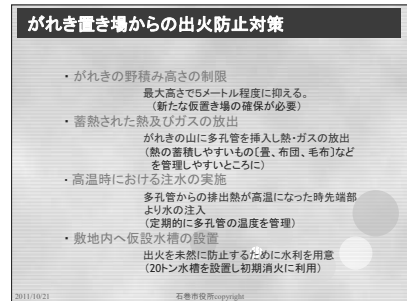 がれき置き場からの出火防止対策
・がれきの野積み高さの制限
最大高さで5メートル程度に抑える。
（新たな仮置き場の確保が必要）
・蓄熱された熱及びガスの放出
がれきの山に多孔管を挿入し熱・ガスの放出
（熱の蓄積しやすいもの〔畳、布団、毛布〕など
を管理しやすいところに）
・高温時における注水の実施
多孔管からの排出熱が高温になった時先端部
より水の注入
（定期的に多孔管の温度を管理）
・敷地内へ仮設水槽の設置
出火を未然に防止するために水利を用意
（20トン水槽を設置し初期消火に利用）
2011/10/21
石巻市役所copyright